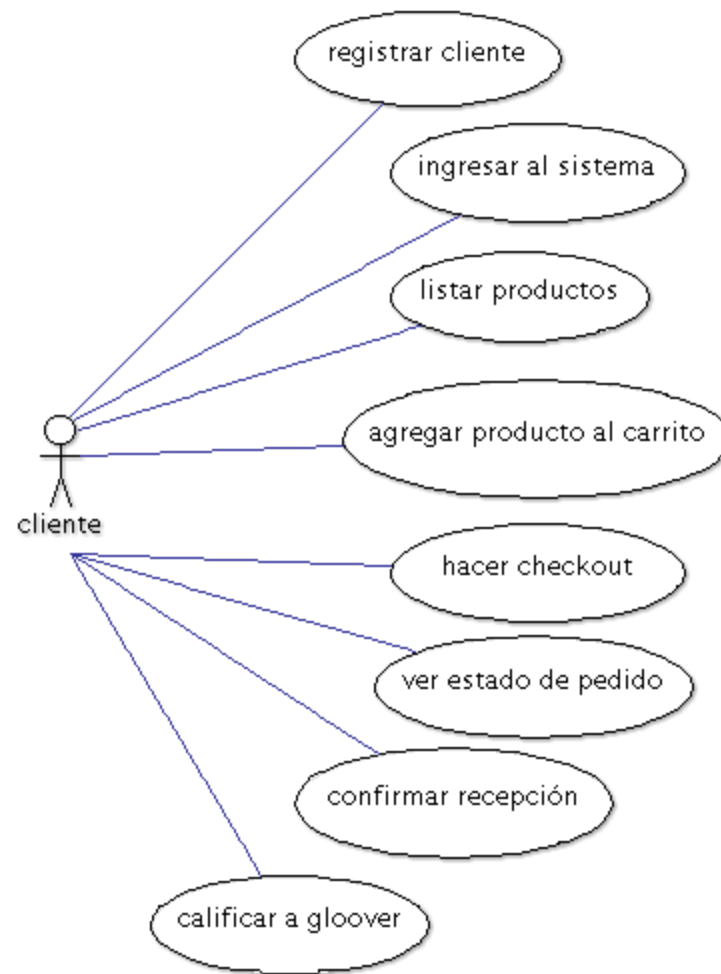 registrar cliente
ingresar al sistema
listar productos
agregar producto al carrito
cliente
hacer checkout
ver estado de pedido
confirmar recepción
calificar a gloover